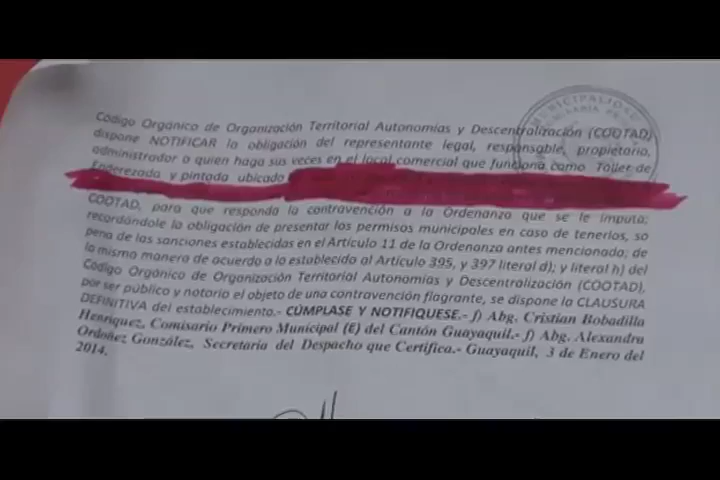 Código Orgánico de Organización Territorial Autonomías y Descentralización (COOTAD)
dispone NOTIFICAR la obligación del representante legal, responsable, propietario,
administrador o quien haga sus veces en el local comercial que funciona como Taller de
Enderezada y pintada ubicado
COOTAD, para que responda la contravención a la Ordenanza que se le imputa;
recordándole la obligación de presentar los permisos municipales en caso de tenerlos, so
pena de las sanciones establecidas en el Artículo 11 de la Ordenanza antes mencionada; de
la misma manera de acuerdo a lo establecido al Artículo 395, y 397 literal d); y literal h) del
Código Orgánico de Organización Territorial Autonomías y Descentralización (COOTAD),
por ser público y notorio el objeto de una contravención flagrante, se dispone la CLAUSURA
DEFINITIVA del establecimiento.- CÚMPLASE Y NOTIFIQUESE.- f) Abg. Cristian Bobadilla
Henriquez, Comisario Primero Municipal (E) del Cantón Guayaquil.- f) Abg. Alexandra
Ordoñez González, Secretaria del Despacho que Certifica.- Guayaquil, 3 de Enero del
2014.